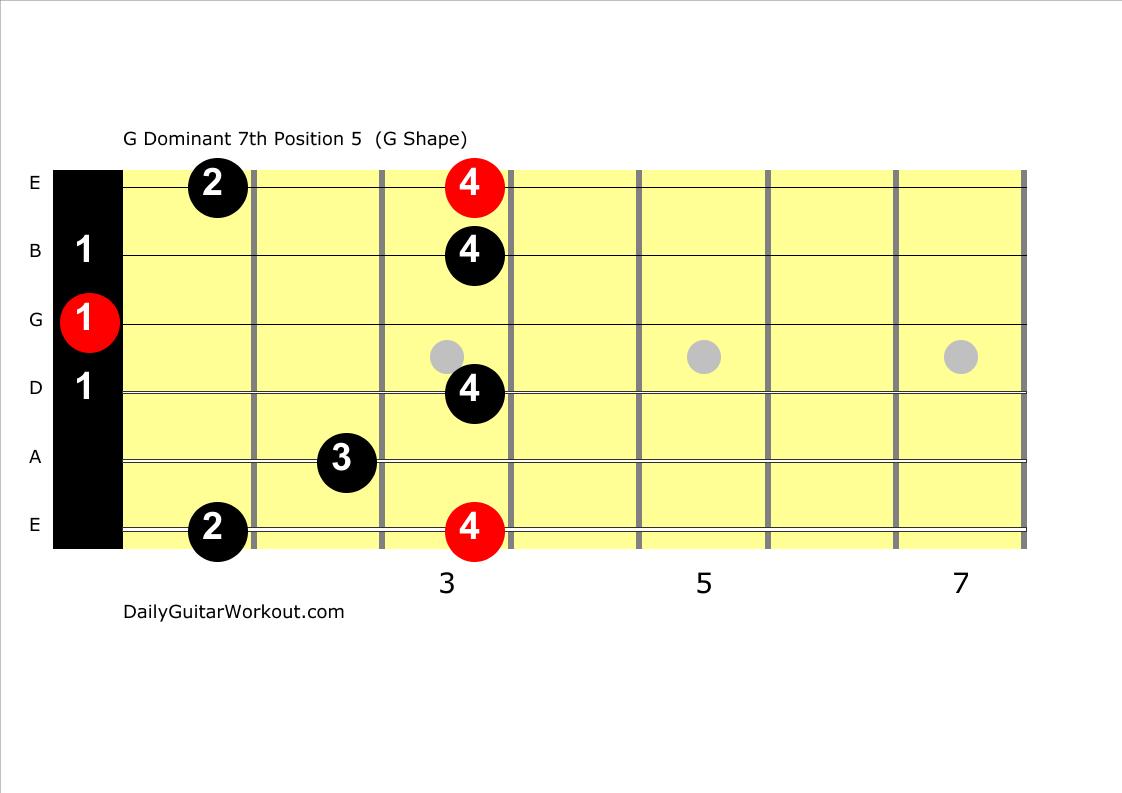 G Dominant 7th Position 5 (G Shape)
E 2 4
B 1 4
G 1
D 1 4
A 3
E 2 4
3 5 7
DailyGuitarWorkout.com